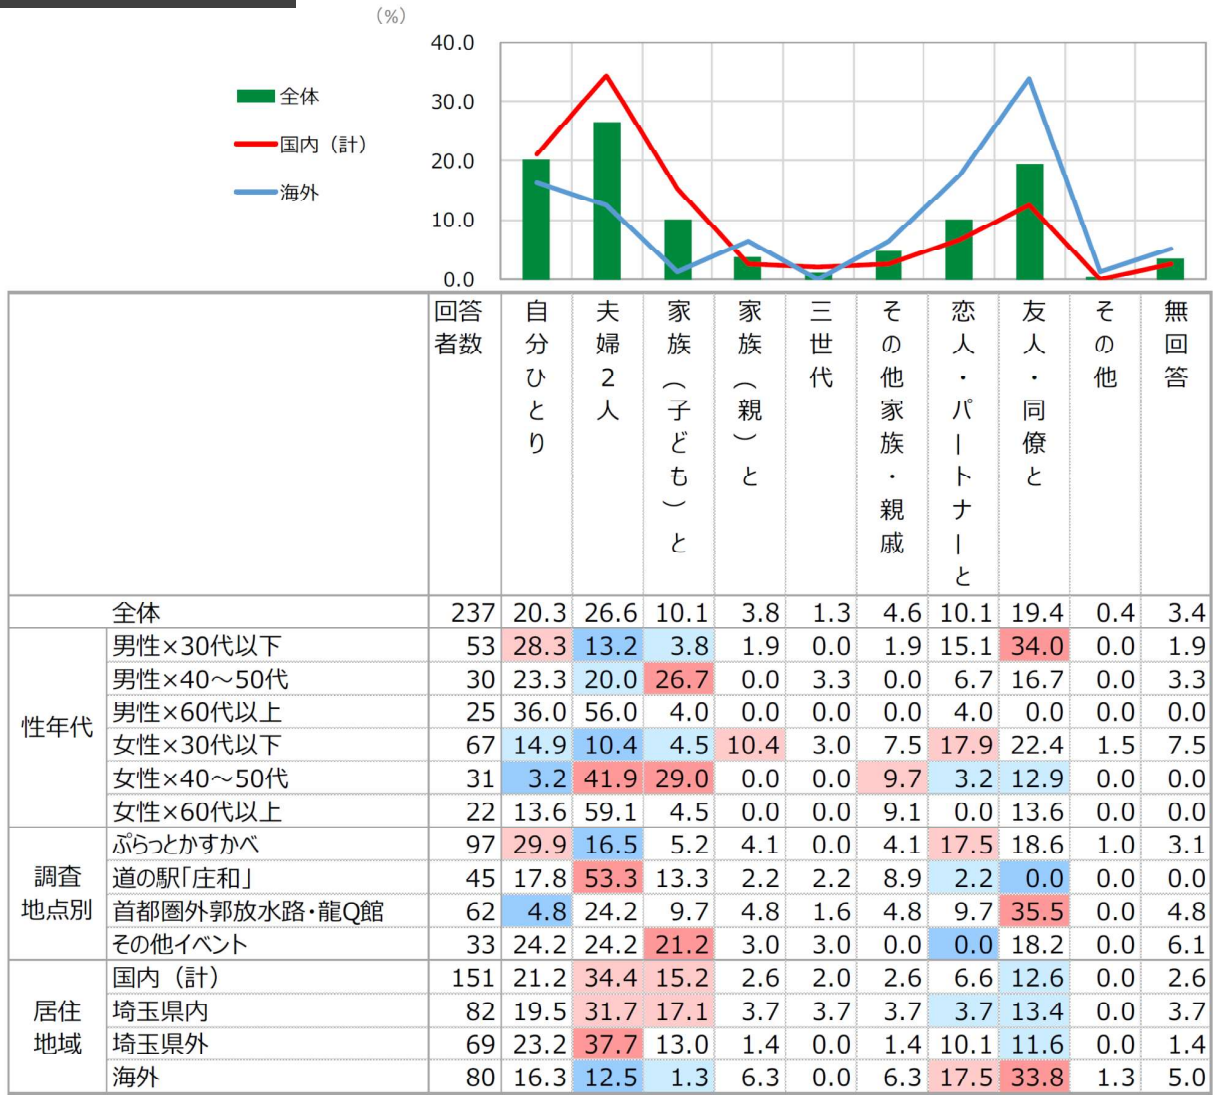 （%）
40.0
30.0
20.0
10.0
0.0
全体
国内（計）
海外
回答者数 自分ひとり 夫婦2人 家族（子ども）と 家族（親）と 三世代 その他家族・親戚 恋人・パートナーと 友人・同僚と その他 無回答
全体 237 20.3 26.6 10.1 3.8 1.3 4.6 10.1 19.4 0.4 3.4
性年代
男性×30代以下 53 28.3 13.2 3.8 1.9 0.0 1.9 15.1 34.0 0.0 1.9
男性×40～50代 30 23.3 20.0 26.7 0.0 3.3 0.0 6.7 16.7 0.0 3.3
男性×60代以上 25 36.0 56.0 4.0 0.0 0.0 0.0 4.0 0.0 0.0 0.0
女性×30代以下 67 14.9 10.4 4.5 10.4 3.0 7.5 17.9 22.4 1.5 7.5
女性×40～50代 31 3.2 41.9 29.0 0.0 0.0 9.7 3.2 12.9 0.0 0.0
女性×60代以上 22 13.6 59.1 4.5 0.0 0.0 9.1 0.0 13.6 0.0 0.0
調査地点別
ぷらっとかすかべ 97 29.9 16.5 5.2 4.1 0.0 4.1 17.5 18.6 1.0 3.1
道の駅「庄和」 45 17.8 53.3 13.3 2.2 2.2 8.9 2.2 0.0 0.0 0.0
首都圏外郭放水路・龍Q館 62 4.8 24.2 9.7 4.8 1.6 4.8 9.7 35.5 0.0 4.8
その他イベント 33 24.2 24.2 21.2 3.0 3.0 0.0 0.0 18.2 0.0 6.1
居住地域
国内（計） 151 21.2 34.4 15.2 2.6 2.0 2.6 6.6 12.6 0.0 2.6
埼玉県内 82 19.5 31.7 17.1 3.7 3.7 3.7 3.7 13.4 0.0 3.7
埼玉県外 69 23.2 37.7 13.0 1.4 0.0 1.4 10.1 11.6 0.0 1.4
海外 80 16.3 12.5 1.3 6.3 0.0 6.3 17.5 33.8 1.3 5.0